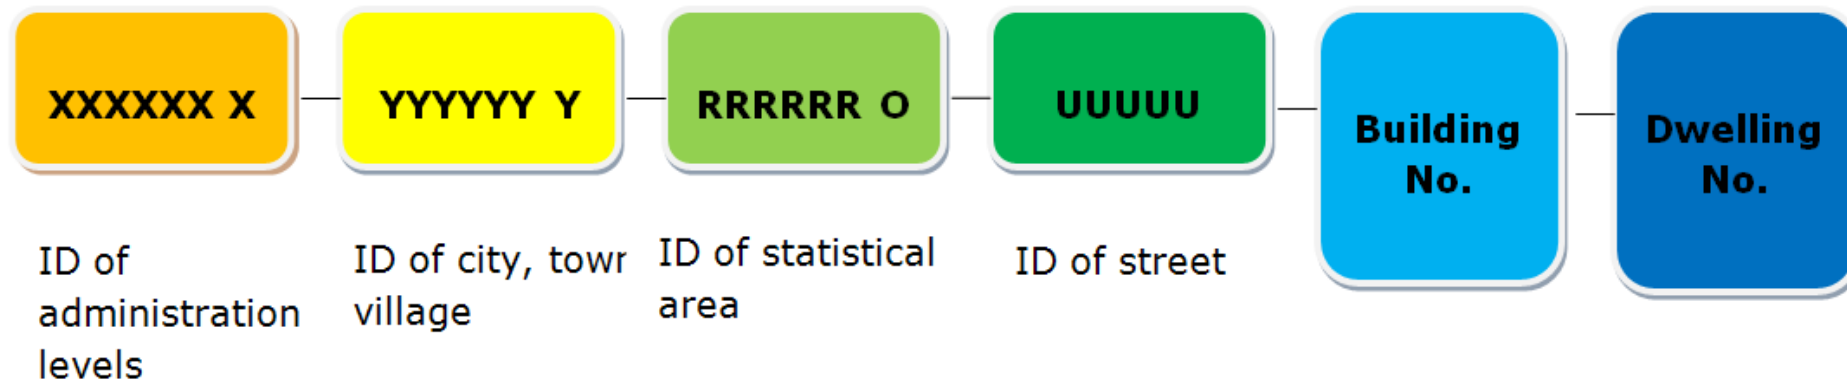 XXXXXX X
YYYYYY Y
RRRRRR O
UUUUU
Building
No.
Dwelling
No.
ID of
administration
levels
ID of city, towr
village
ID of statistical
area
ID of street